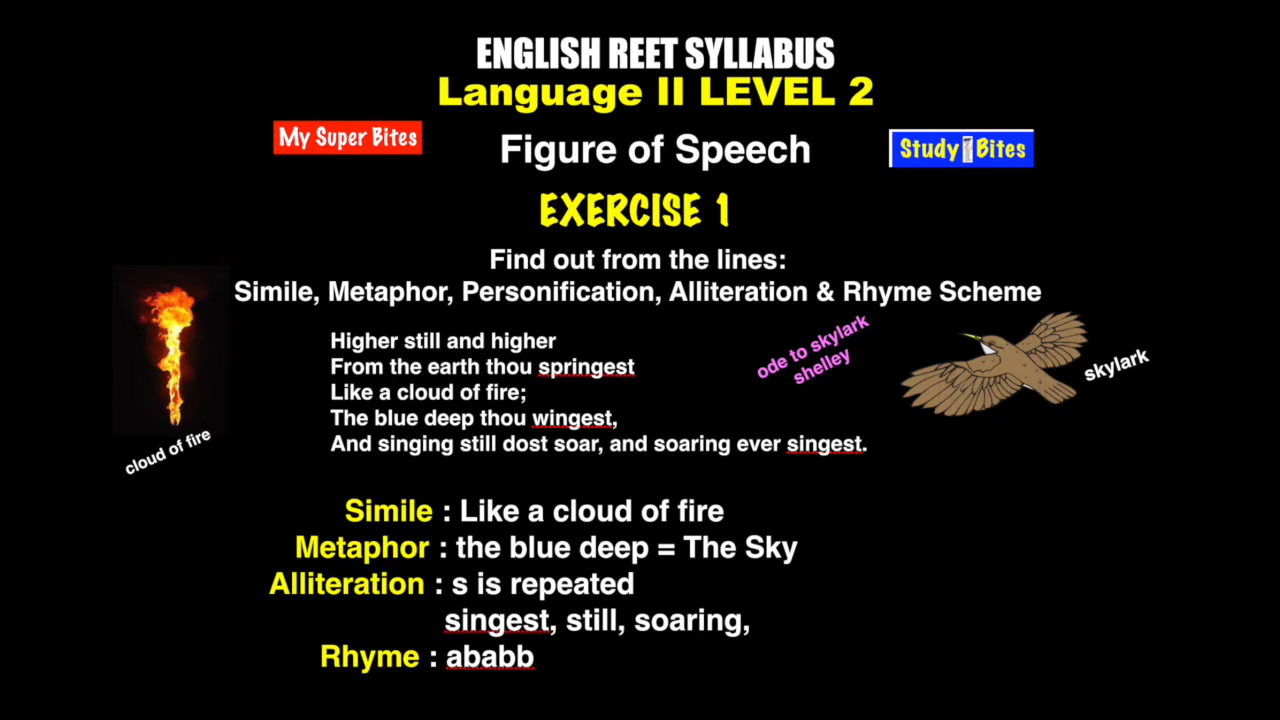 ENGLISH REET SYLLABUS
Language II LEVEL 2
My Super Bites
Figure of Speech
Study 7 Bites
EXERCISE 1
Find out from the lines:
Simile, Metaphor, Personification, Alliteration & Rhyme Scheme
Higher still and higher
From the earth thou springest
Like a cloud of fire;
The blue deep thou wingest,
And singing still dost soar, and soaring ever singest.
ode to skylark
shelley
skylark
cloud of fire
Simile : Like a cloud of fire
Metaphor : the blue deep = The Sky
Alliteration : s is repeated
singest, still, soaring,
Rhyme : ababb